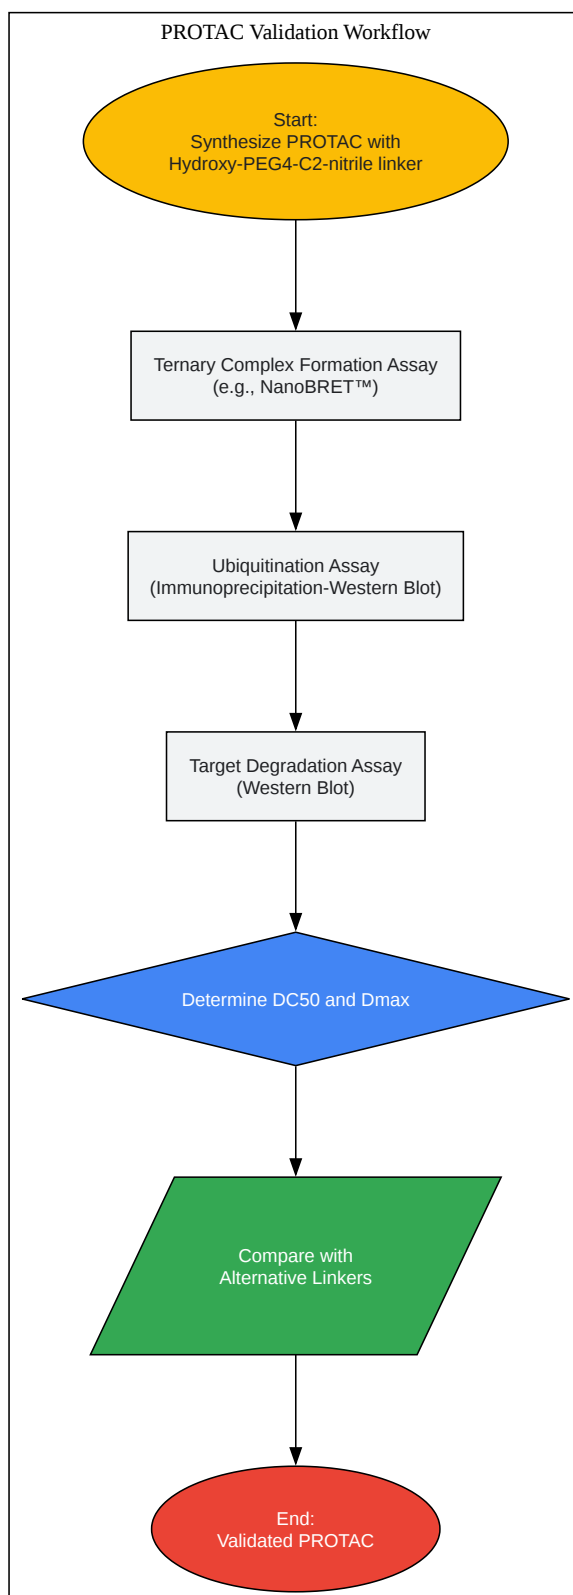 PROTAC Validation Workflow
Start:
Synthesize PROTAC with
Hydroxy-PEG4-C2-nitrile linker
Ternary Complex Formation Assay
(e.g., NanoBRET™)
Ubiquitination Assay
(Immunoprecipitation-Western Blot)
Target Degradation Assay
(Western Blot)
Determine DC50 and Dmax
Compare with
Alternative Linkers
End:
Validated PROTAC